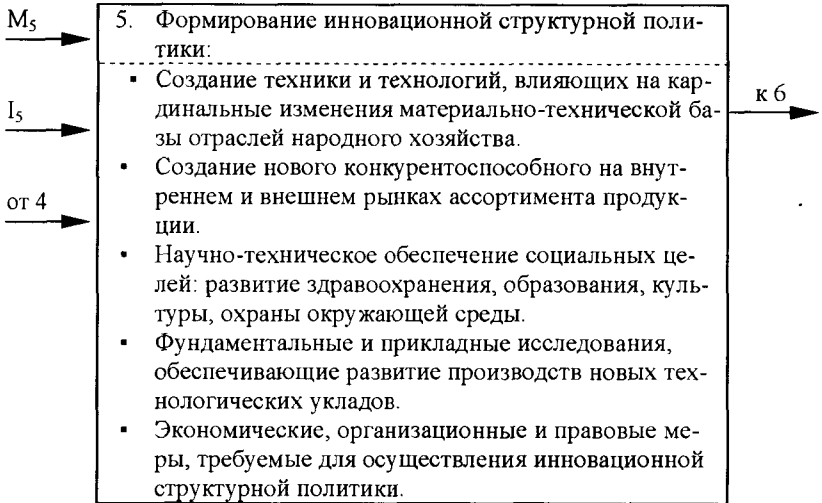 M₅
5. Формирование инновационной структурной поли-
тики:
▪ Создание техники и технологий, влияющих на кар-
динальные изменения материально-технической ба-
зы отраслей народного хозяйства.
к 6
I₅
▪ Создание нового конкурентоспособного на внут-
реннем и внешнем рынках ассортимента продук-
ции.
от 4
▪ Научно-техническое обеспечение социальных це-
лей: развитие здравоохранения, образования, куль-
туры, охраны окружающей среды.
▪ Фундаментальные и прикладные исследования,
обеспечивающие развитие производств новых тех-
нологических укладов.
▪ Экономические, организационные и правовые ме-
ры, требуемые для осуществления инновационной
структурной политики.